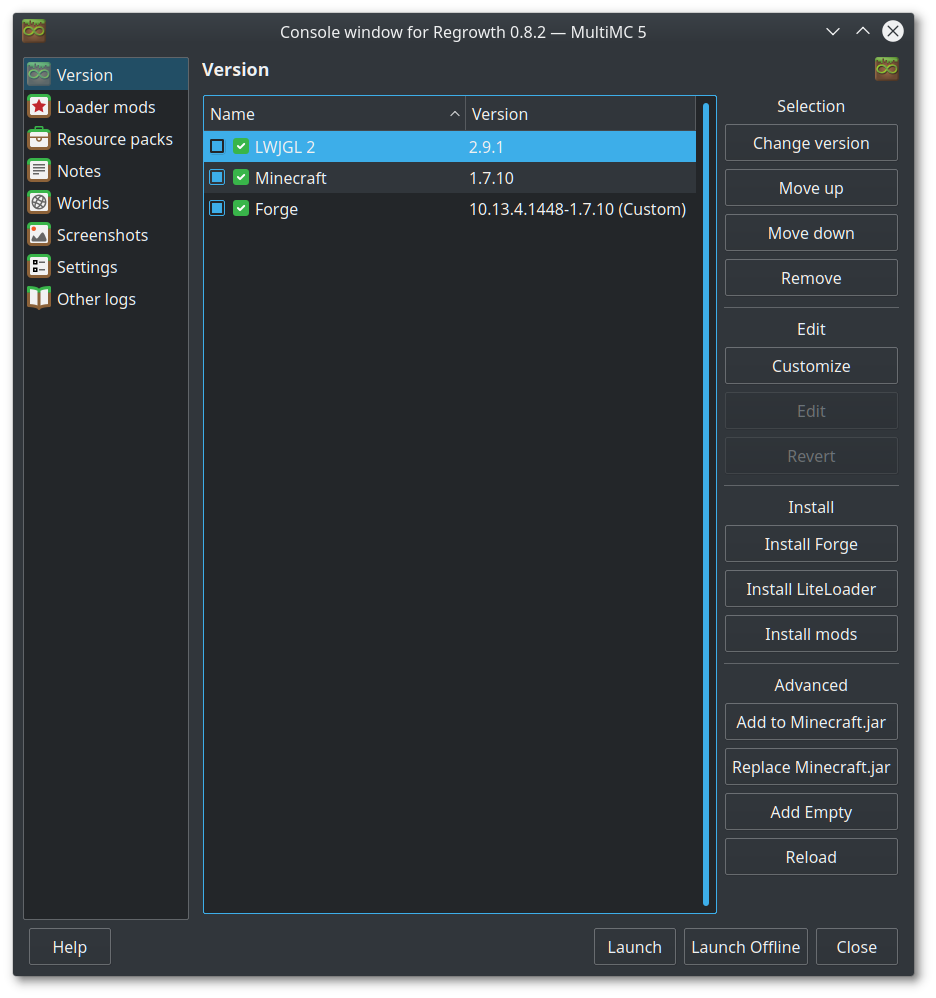 Console window for Regrowth 0.8.2 — MultiMC 5
Version
Loader mods
Resource packs
Notes
Worlds
Screenshots
Settings
Other logs
Version
Name Version
LWJGL 2 2.9.1
Minecraft 1.7.10
Forge 10.13.4.1448-1.7.10 (Custom)
Selection
Change version
Move up
Move down
Remove
Edit
Customize
Edit
Revert
Install
Install Forge
Install LiteLoader
Install mods
Advanced
Add to Minecraft.jar
Replace Minecraft.jar
Add Empty
Reload
Help Launch Launch Offline Close